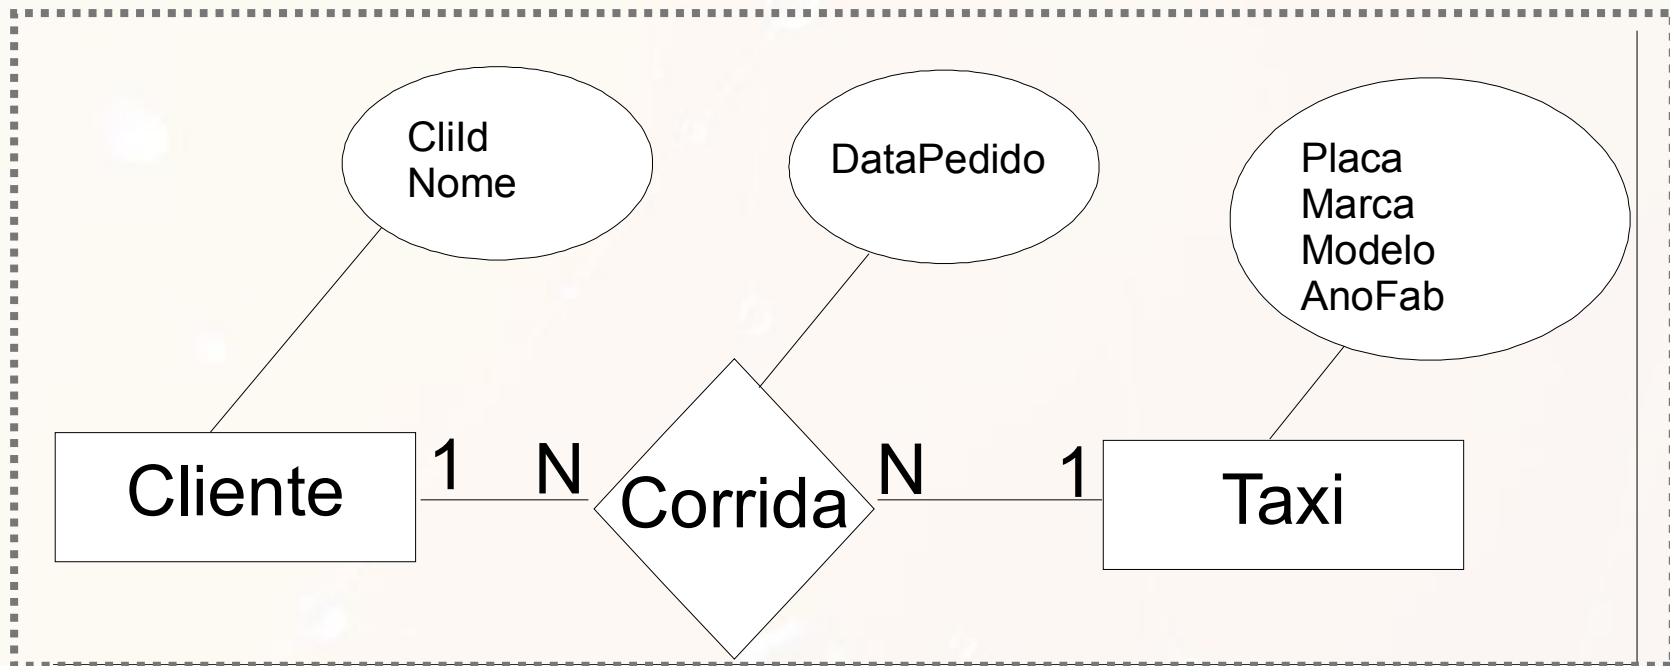 CliId
Nome
DataPedido
Placa
Marca
Modelo
AnoFab
Cliente
1
N
Corrida
N
1
Taxi